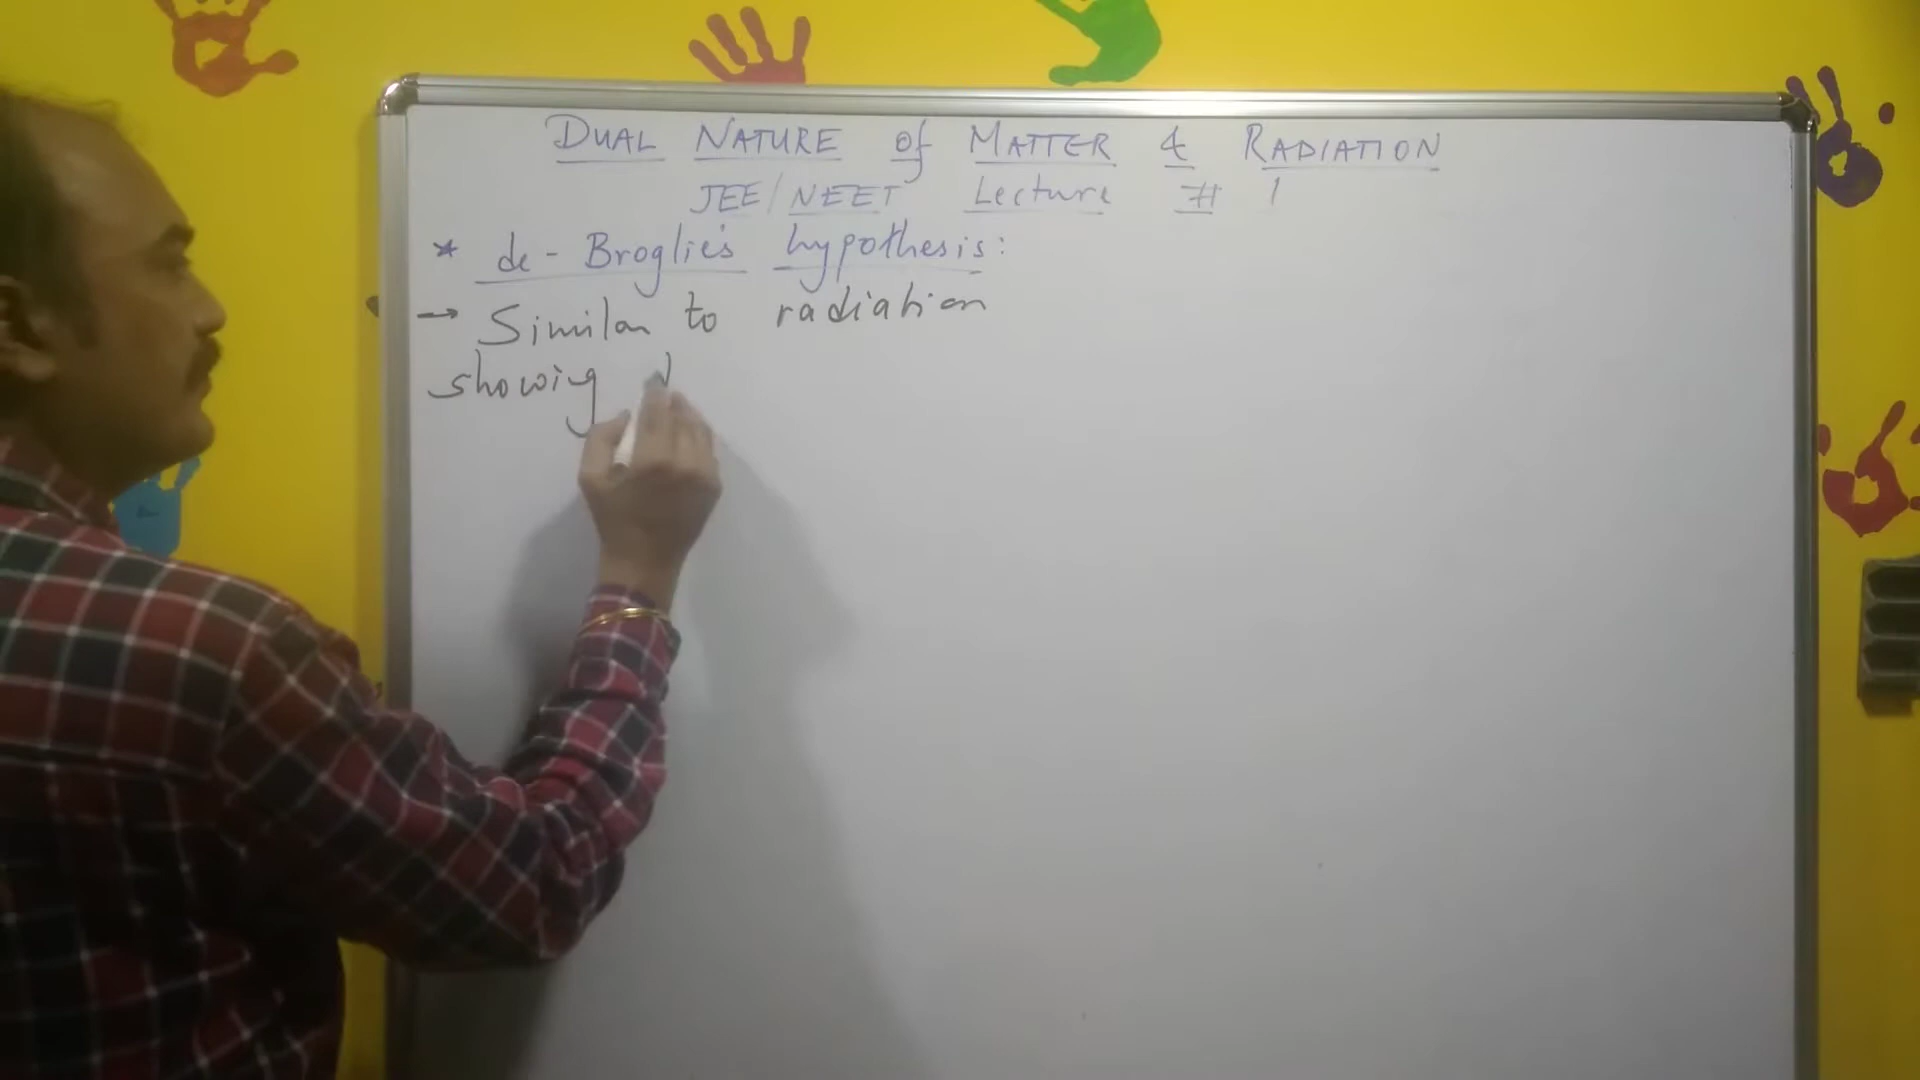 DUAL NATURE of MATTER & RADIATION
JEE/NEET Lecture # 1
* de-Broglie's hypothesis:
→ Similar to radiation
showing